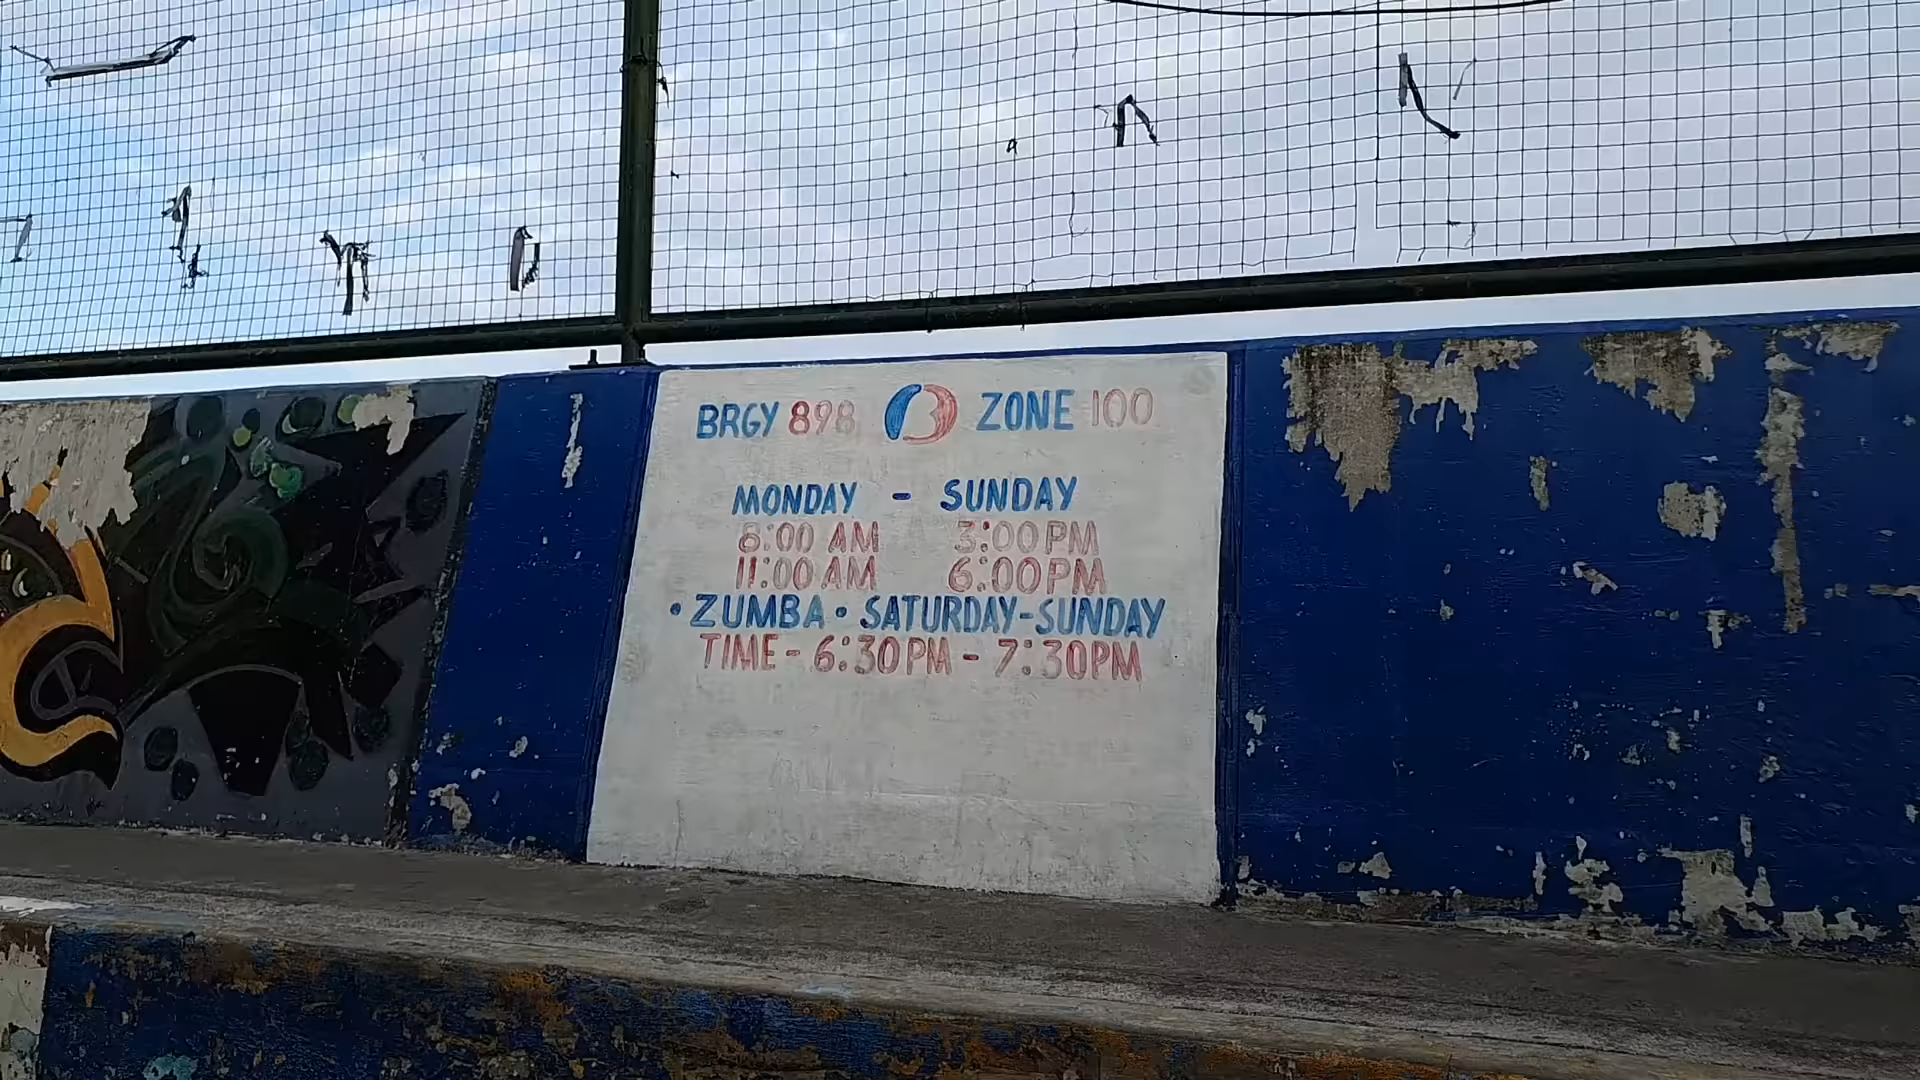 BRGY 898 B ZONE 100
MONDAY - SUNDAY
8:00 AM 3:00 PM
11:00 AM 6:00 PM
• ZUMBA • SATURDAY-SUNDAY
TIME - 6:30PM - 7:30PM